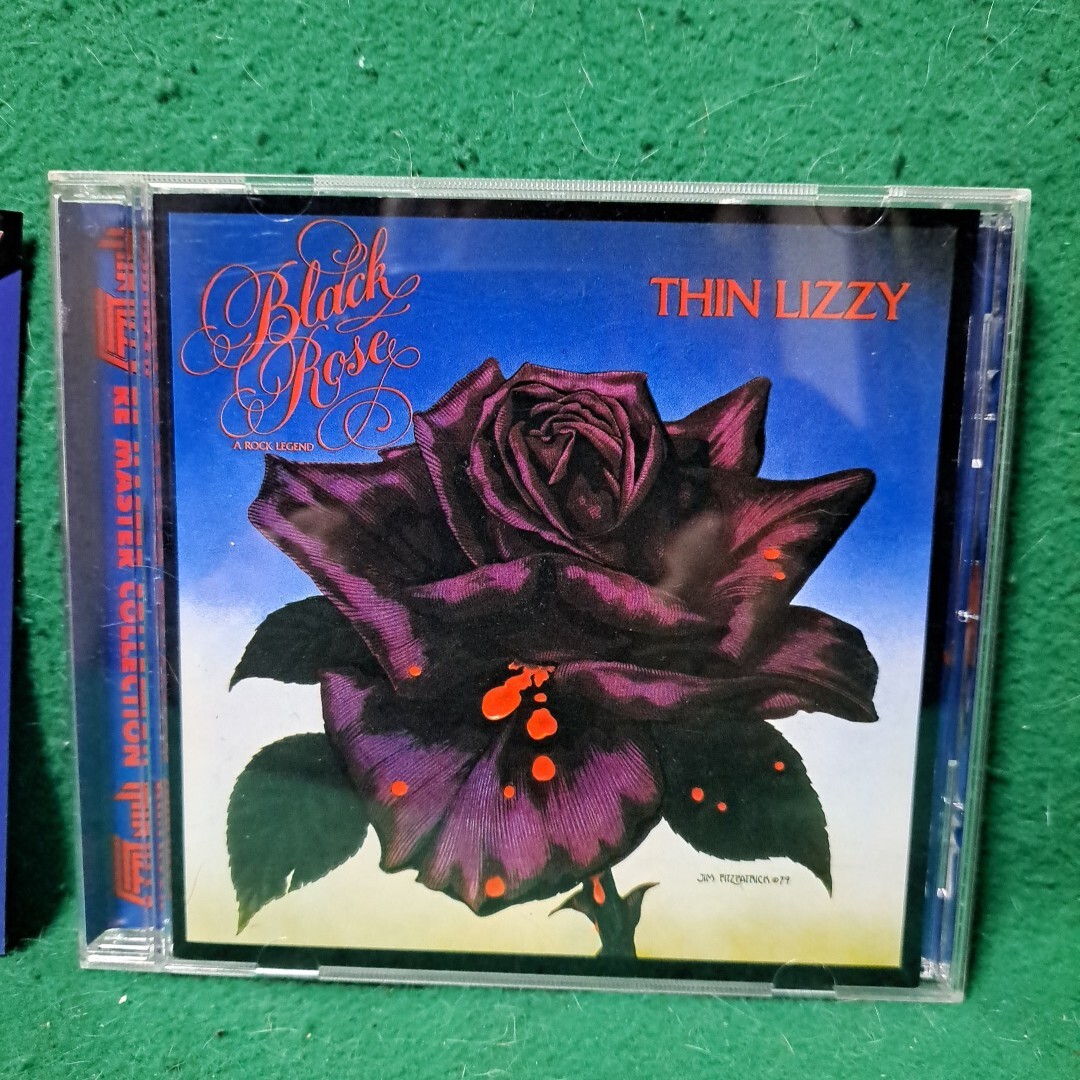 Black
Rose
A ROCK LEGEND
THIN LIZZY
RE MASTER COLLECTION
JIM FITZPATRICK © 79